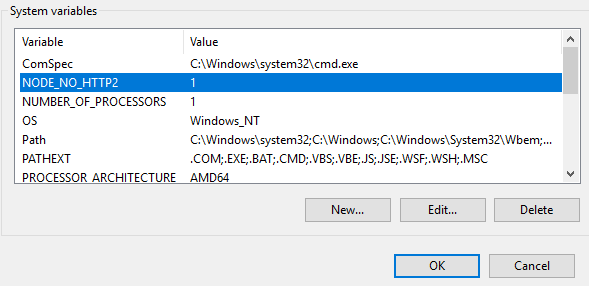 System variables
Variable Value
ComSpec C:\Windows\system32\cmd.exe
NODE_NO_HTTP2 1
NUMBER_OF_PROCESSORS 1
OS Windows_NT
Path C:\Windows\system32;C:\Windows;C:\Windows\System32\Wbem;...
PATHEXT .COM;.EXE;.BAT;.CMD;.VBS;.VBE;.JS;.JSE;.WSF;.WSH;.MSC
PROCESSOR_ARCHITECTURE AMD64
New... Edit... Delete
OK Cancel